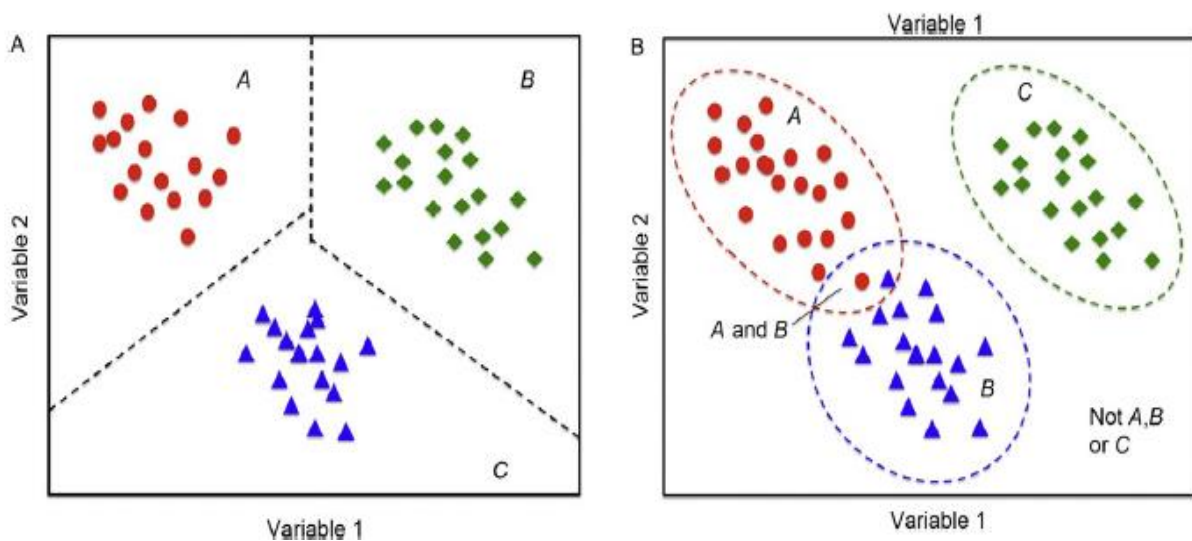 A
A
B
Variable 2
C
Variable 1
Variable 1
B
A
C
Variable 2
A and B
B
Not A,B
or C
Variable 1